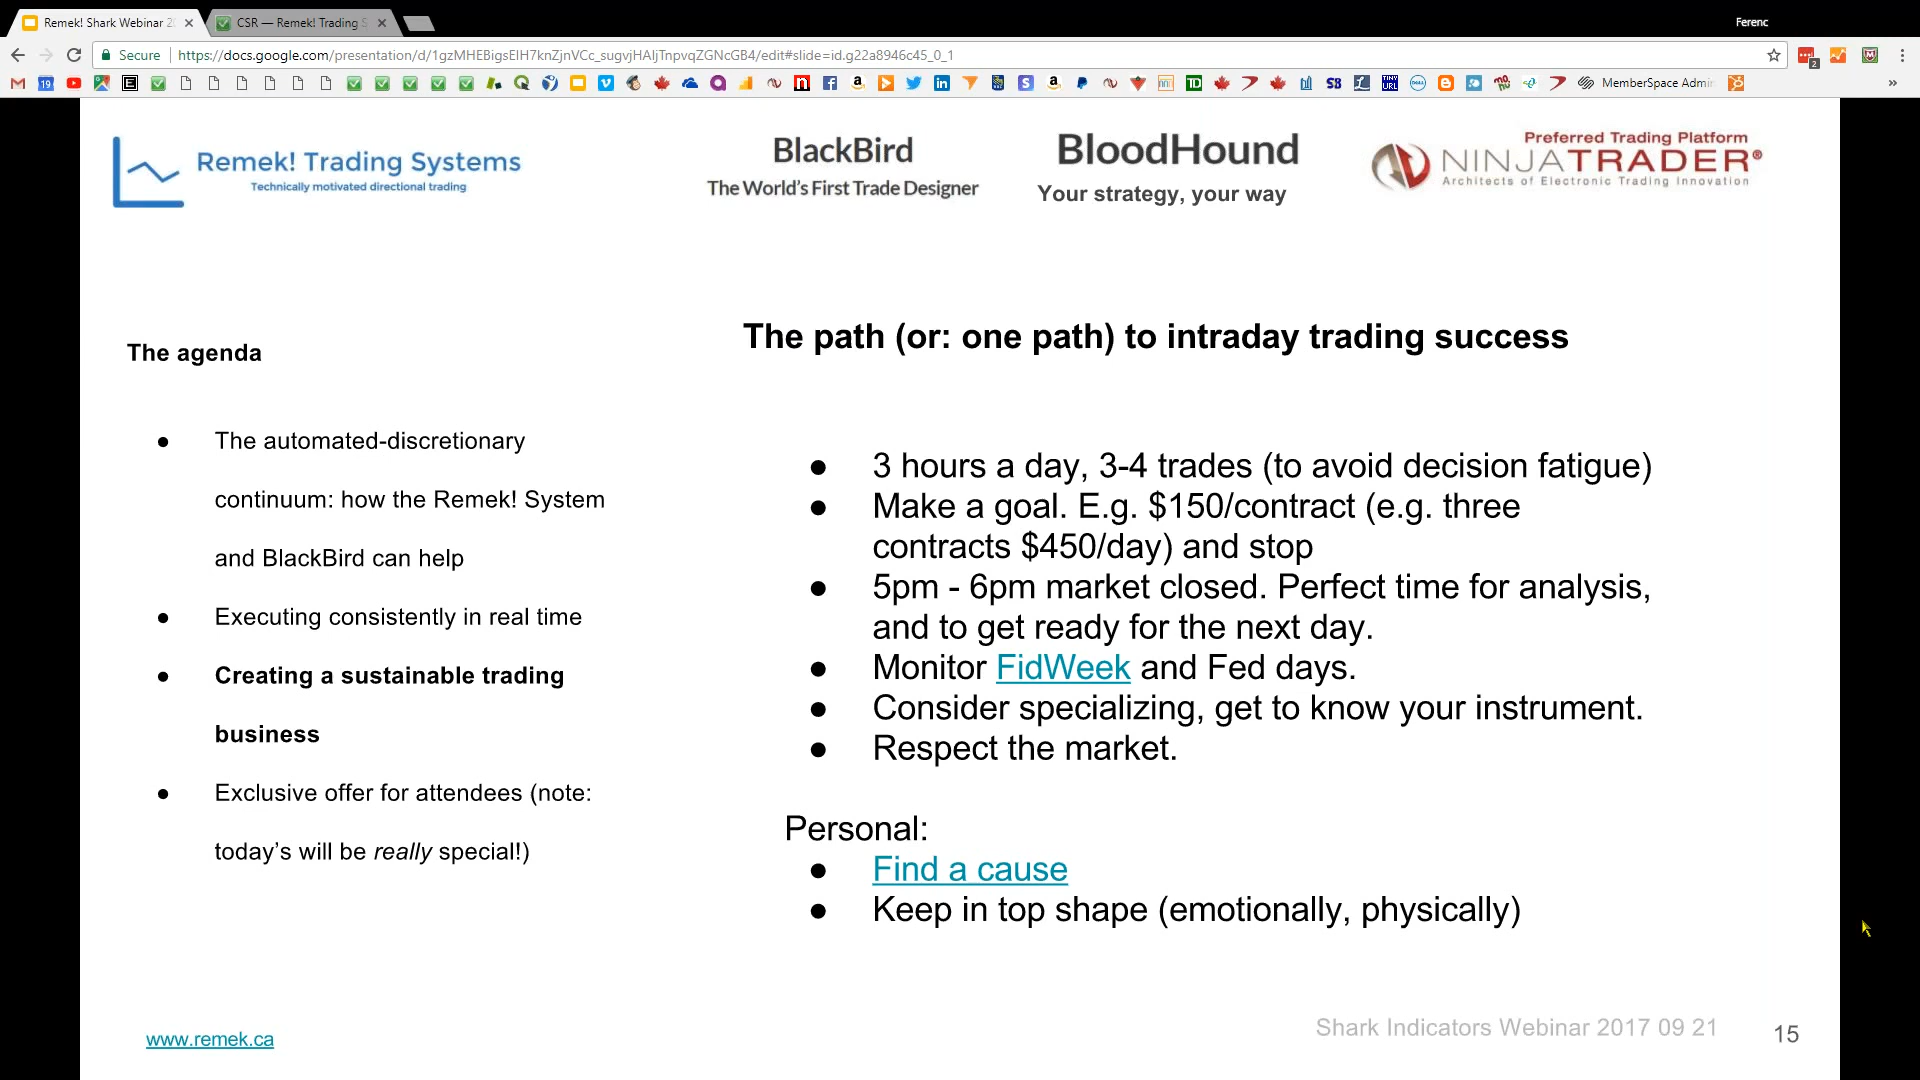 Remek! Shark Webinar 2
CSR — Remek! Trading S
Ferenc
Secure
https://docs.google.com/presentation/d/1gzMHEBigsEIH7knZjnVCc_sugvjHAIjTnpvqZGNcGB4/edit#slide=id.g22a8946c45_0_1
MemberSpace Admin
Remek! Trading Systems
Technically motivated directional trading
BlackBird
The World's First Trade Designer
BloodHound
Your strategy, your way
Preferred Trading Platform
NINJATRADER®
Architects of Electronic Trading Innovation
The agenda
● The automated-discretionary
continuum: how the Remek! System
and BlackBird can help
● Executing consistently in real time
● Creating a sustainable trading
business
● Exclusive offer for attendees (note:
today's will be really special!)
The path (or: one path) to intraday trading success
● 3 hours a day, 3-4 trades (to avoid decision fatigue)
● Make a goal. E.g. $150/contract (e.g. three
contracts $450/day) and stop
● 5pm - 6pm market closed. Perfect time for analysis,
and to get ready for the next day.
● Monitor FidWeek and Fed days.
● Consider specializing, get to know your instrument.
● Respect the market.
Personal:
● Find a cause
● Keep in top shape (emotionally, physically)
www.remek.ca
Shark Indicators Webinar 2017 09 21
15